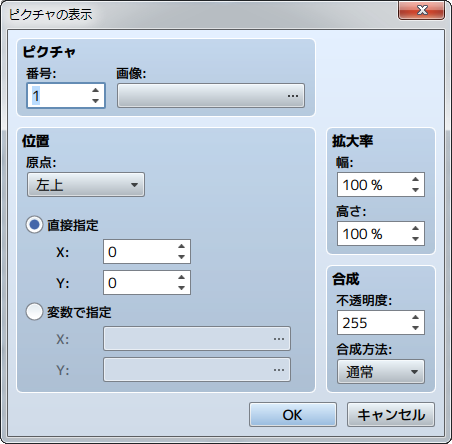 ピクチャの表示
ピクチャ
番号: 画像:
1 ...
位置
原点:
左上
直接指定
X: 0
Y: 0
変数で指定
X: ...
Y: ...
拡大率
幅:
100 %
高さ:
100 %
合成
不透明度:
255
合成方法:
通常
OK キャンセル